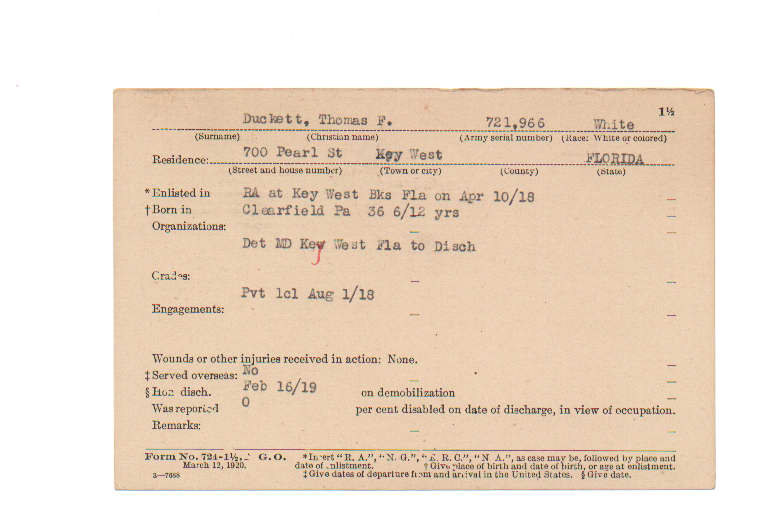 1½
Duckett, Thomas F. 721,966 White
(Surname) (Christian name) (Army serial number) (Race: White or colored)
Residence: 700 Pearl St Key West FLORIDA
(Street and house number) (Town or city) (County) (State)
*Enlisted in RA at Key West Bks Fla on Apr 10/18
†Born in Clearfield Pa 36 6/12 yrs
Organizations:
Det MD Key West Fla to Disch
Grades:
Pvt 1cl Aug 1/18
Engagements:
Wounds or other injuries received in action: None.
‡Served overseas: No
§Hon. disch. Feb 16/19 on demobilization
Was reported 0 per cent disabled on date of discharge, in view of occupation.
Remarks:
Form No. 724-1½, A. G. O. *Insert "R. A.", "N. G.", "E. R. C.", "N. A.", as case may be, followed by place and
March 12, 1920. date of enlistment. †Give place of birth and date of birth, or age at enlistment.
3—7688 ‡Give dates of departure from and arrival in the United States. §Give date.